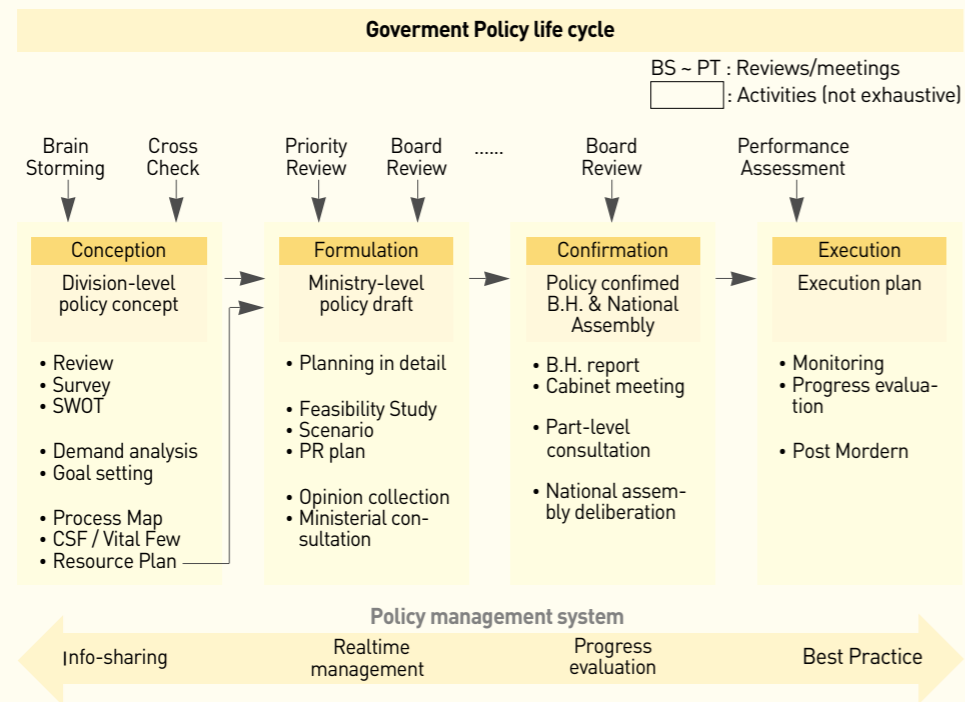 Goverment Policy life cycle
BS ~ PT : Reviews/meetings
: Activities (not exhaustive)
Brain
Storming
Cross
Check
Priority
Review
Board
Review
......
Board
Review
Performance
Assessment
Conception
Division-level
policy concept
• Review
• Survey
• SWOT
• Demand analysis
• Goal setting
• Process Map
• CSF / Vital Few
• Resource Plan
Formulation
Ministry-level
policy draft
• Planning in detail
• Feasibility Study
• Scenario
• PR plan
• Opinion collection
• Ministerial con-
sultation
Confirmation
Policy confimed
B.H. & National
Assembly
• B.H. report
• Cabinet meeting
• Part-level
consultation
• National assem-
bly deliberation
Execution
Execution plan
• Monitoring
• Progress evalua-
tion
• Post Mordern
Policy management system
Info-sharing
Realtime
management
Progress
evaluation
Best Practice